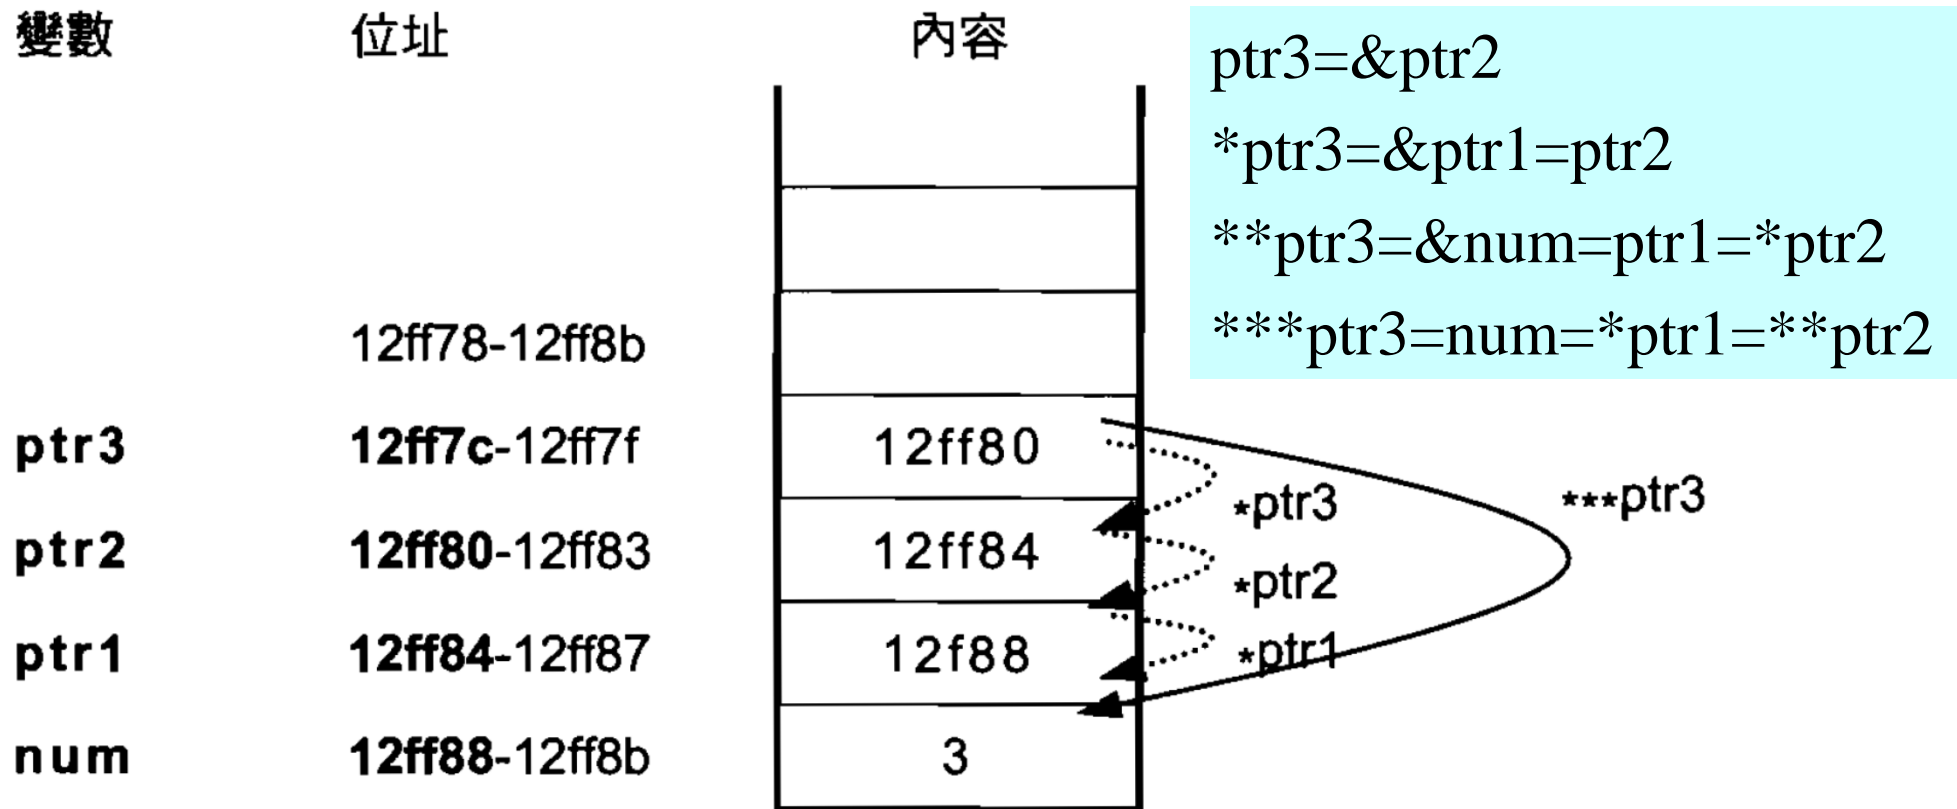 變數 位址 內容
ptr3=&ptr2
*ptr3=&ptr1=ptr2
**ptr3=&num=ptr1=*ptr2
***ptr3=num=*ptr1=**ptr2
12ff78-12ff8b
ptr3 12ff7c-12ff7f 12ff80
*ptr3 ***ptr3
ptr2 12ff80-12ff83 12ff84
*ptr2
ptr1 12ff84-12ff87 12f88 *ptr1
num 12ff88-12ff8b 3